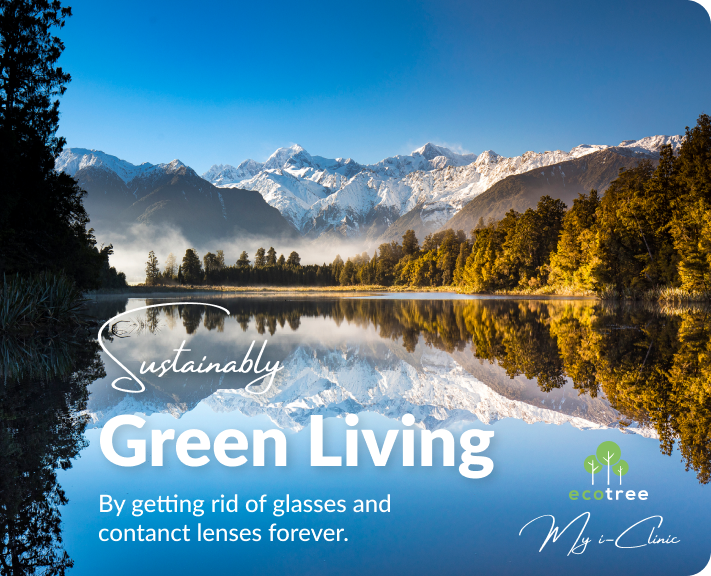 Sustainably
Green Living
By getting rid of glasses and
contanct lenses forever.
ecotree
My i-Clinic